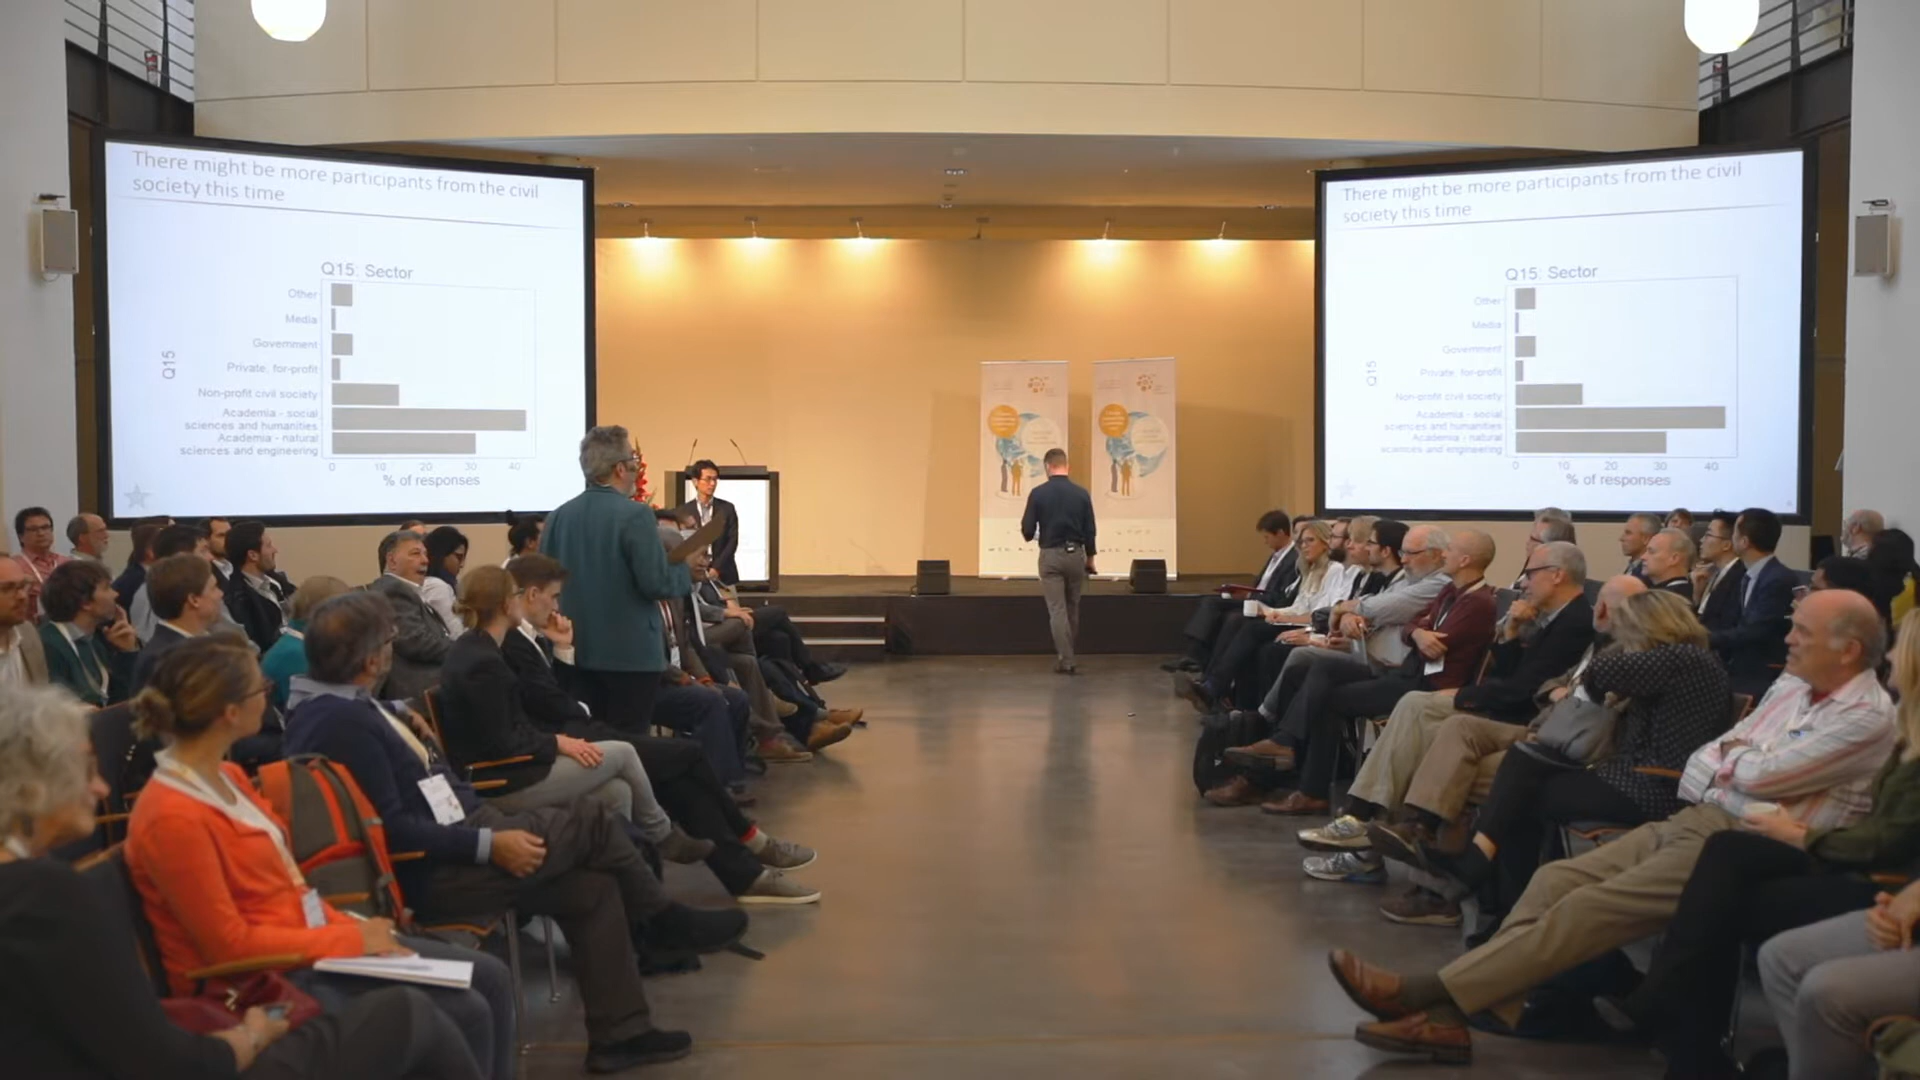 There might be more participants from the civil
society this time
Q15: Sector
Other
Media
Government
Private, for-profit
Non-profit civil society
Academia - social
sciences and humanities
Academia - natural
sciences and engineering
Q15
0 10 20 30 40
% of responses
There might be more participants from the civil
society this time
Q15: Sector
Other
Media
Government
Private, for-profit
Non-profit civil society
Academia - social
sciences and humanities
Academia - natural
sciences and engineering
Q15
0 10 20 30 40
% of responses